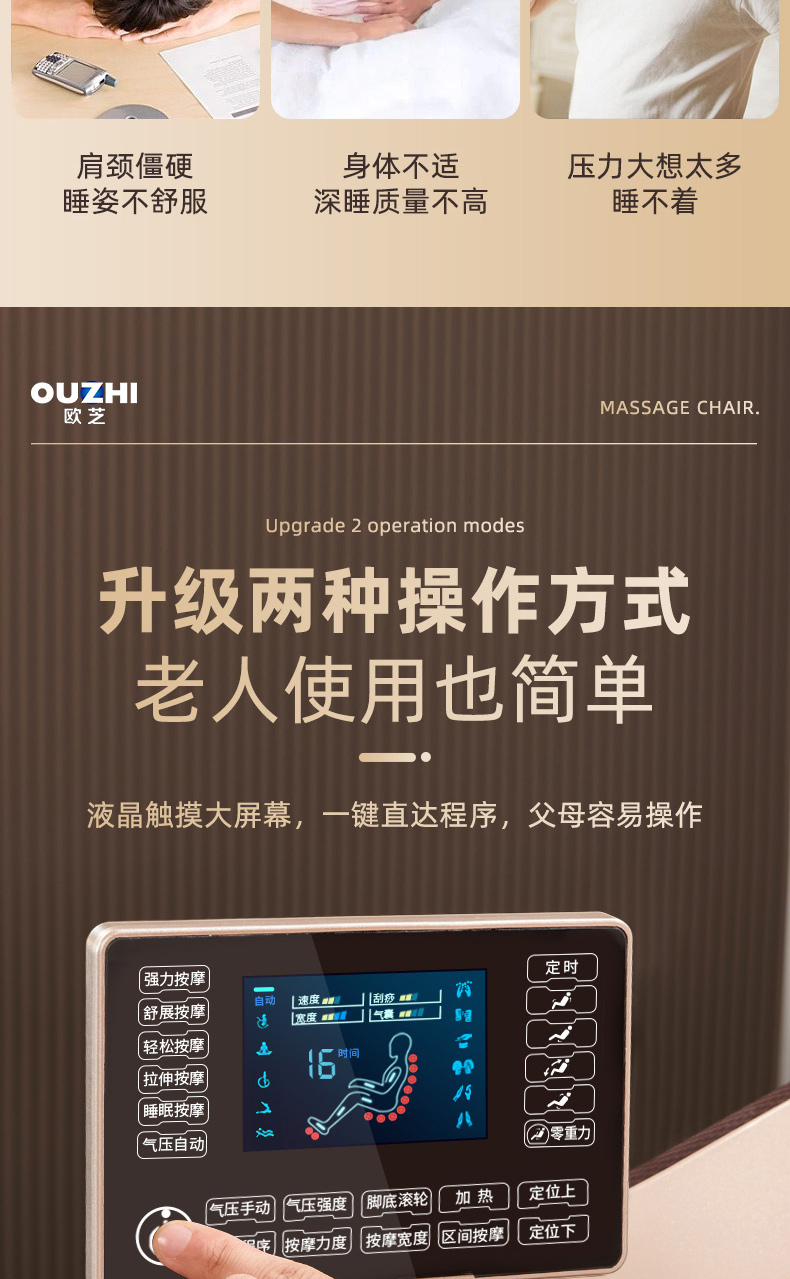 肩颈僵硬
睡姿不舒服
身体不适
深睡质量不高
压力大想太多
睡不着
OUZHI
欧芝
MASSAGE CHAIR.
Upgrade 2 operation modes
升级两种操作方式
老人使用也简单
液晶触摸大屏幕，一键直达程序，父母容易操作
强力按摩
舒展按摩
轻松按摩
拉伸按摩
睡眠按摩
气压自动
自动
速度
刮痧
宽度
气囊
16 时间
定时
零重力
气压手动
气压强度
脚底滚轮
加热
定位上
程序
按摩力度
按摩宽度
区间按摩
定位下